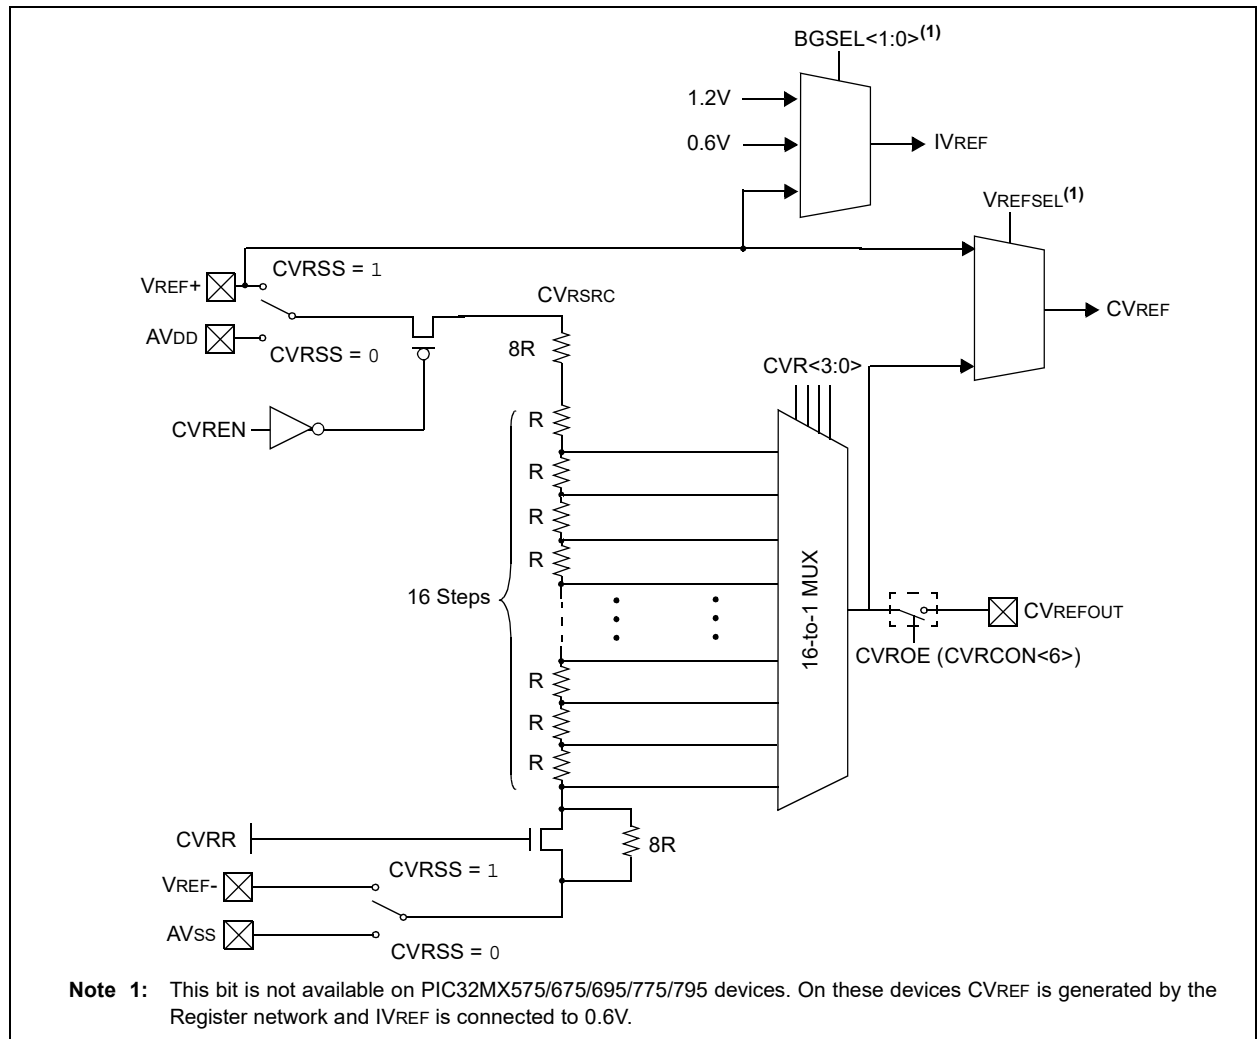 BGSEL<1:0>(1)
1.2V
0.6V
IVREF
VREFSEL(1)
CVRSS = 1
VREF+
CVRSRC
CVREF
AVDD
8R
CVRSS = 0
CVR<3:0>
R
CVREN
R
R
R
16 Steps
16-to-1 MUX
CVREFOUT
CVROE (CVRCON<6>)
R
R
R
CVRR
8R
CVRSS = 1
VREF-
AVSS
CVRSS = 0
Note 1: This bit is not available on PIC32MX575/675/695/775/795 devices. On these devices CVREF is generated by the
Register network and IVREF is connected to 0.6V.